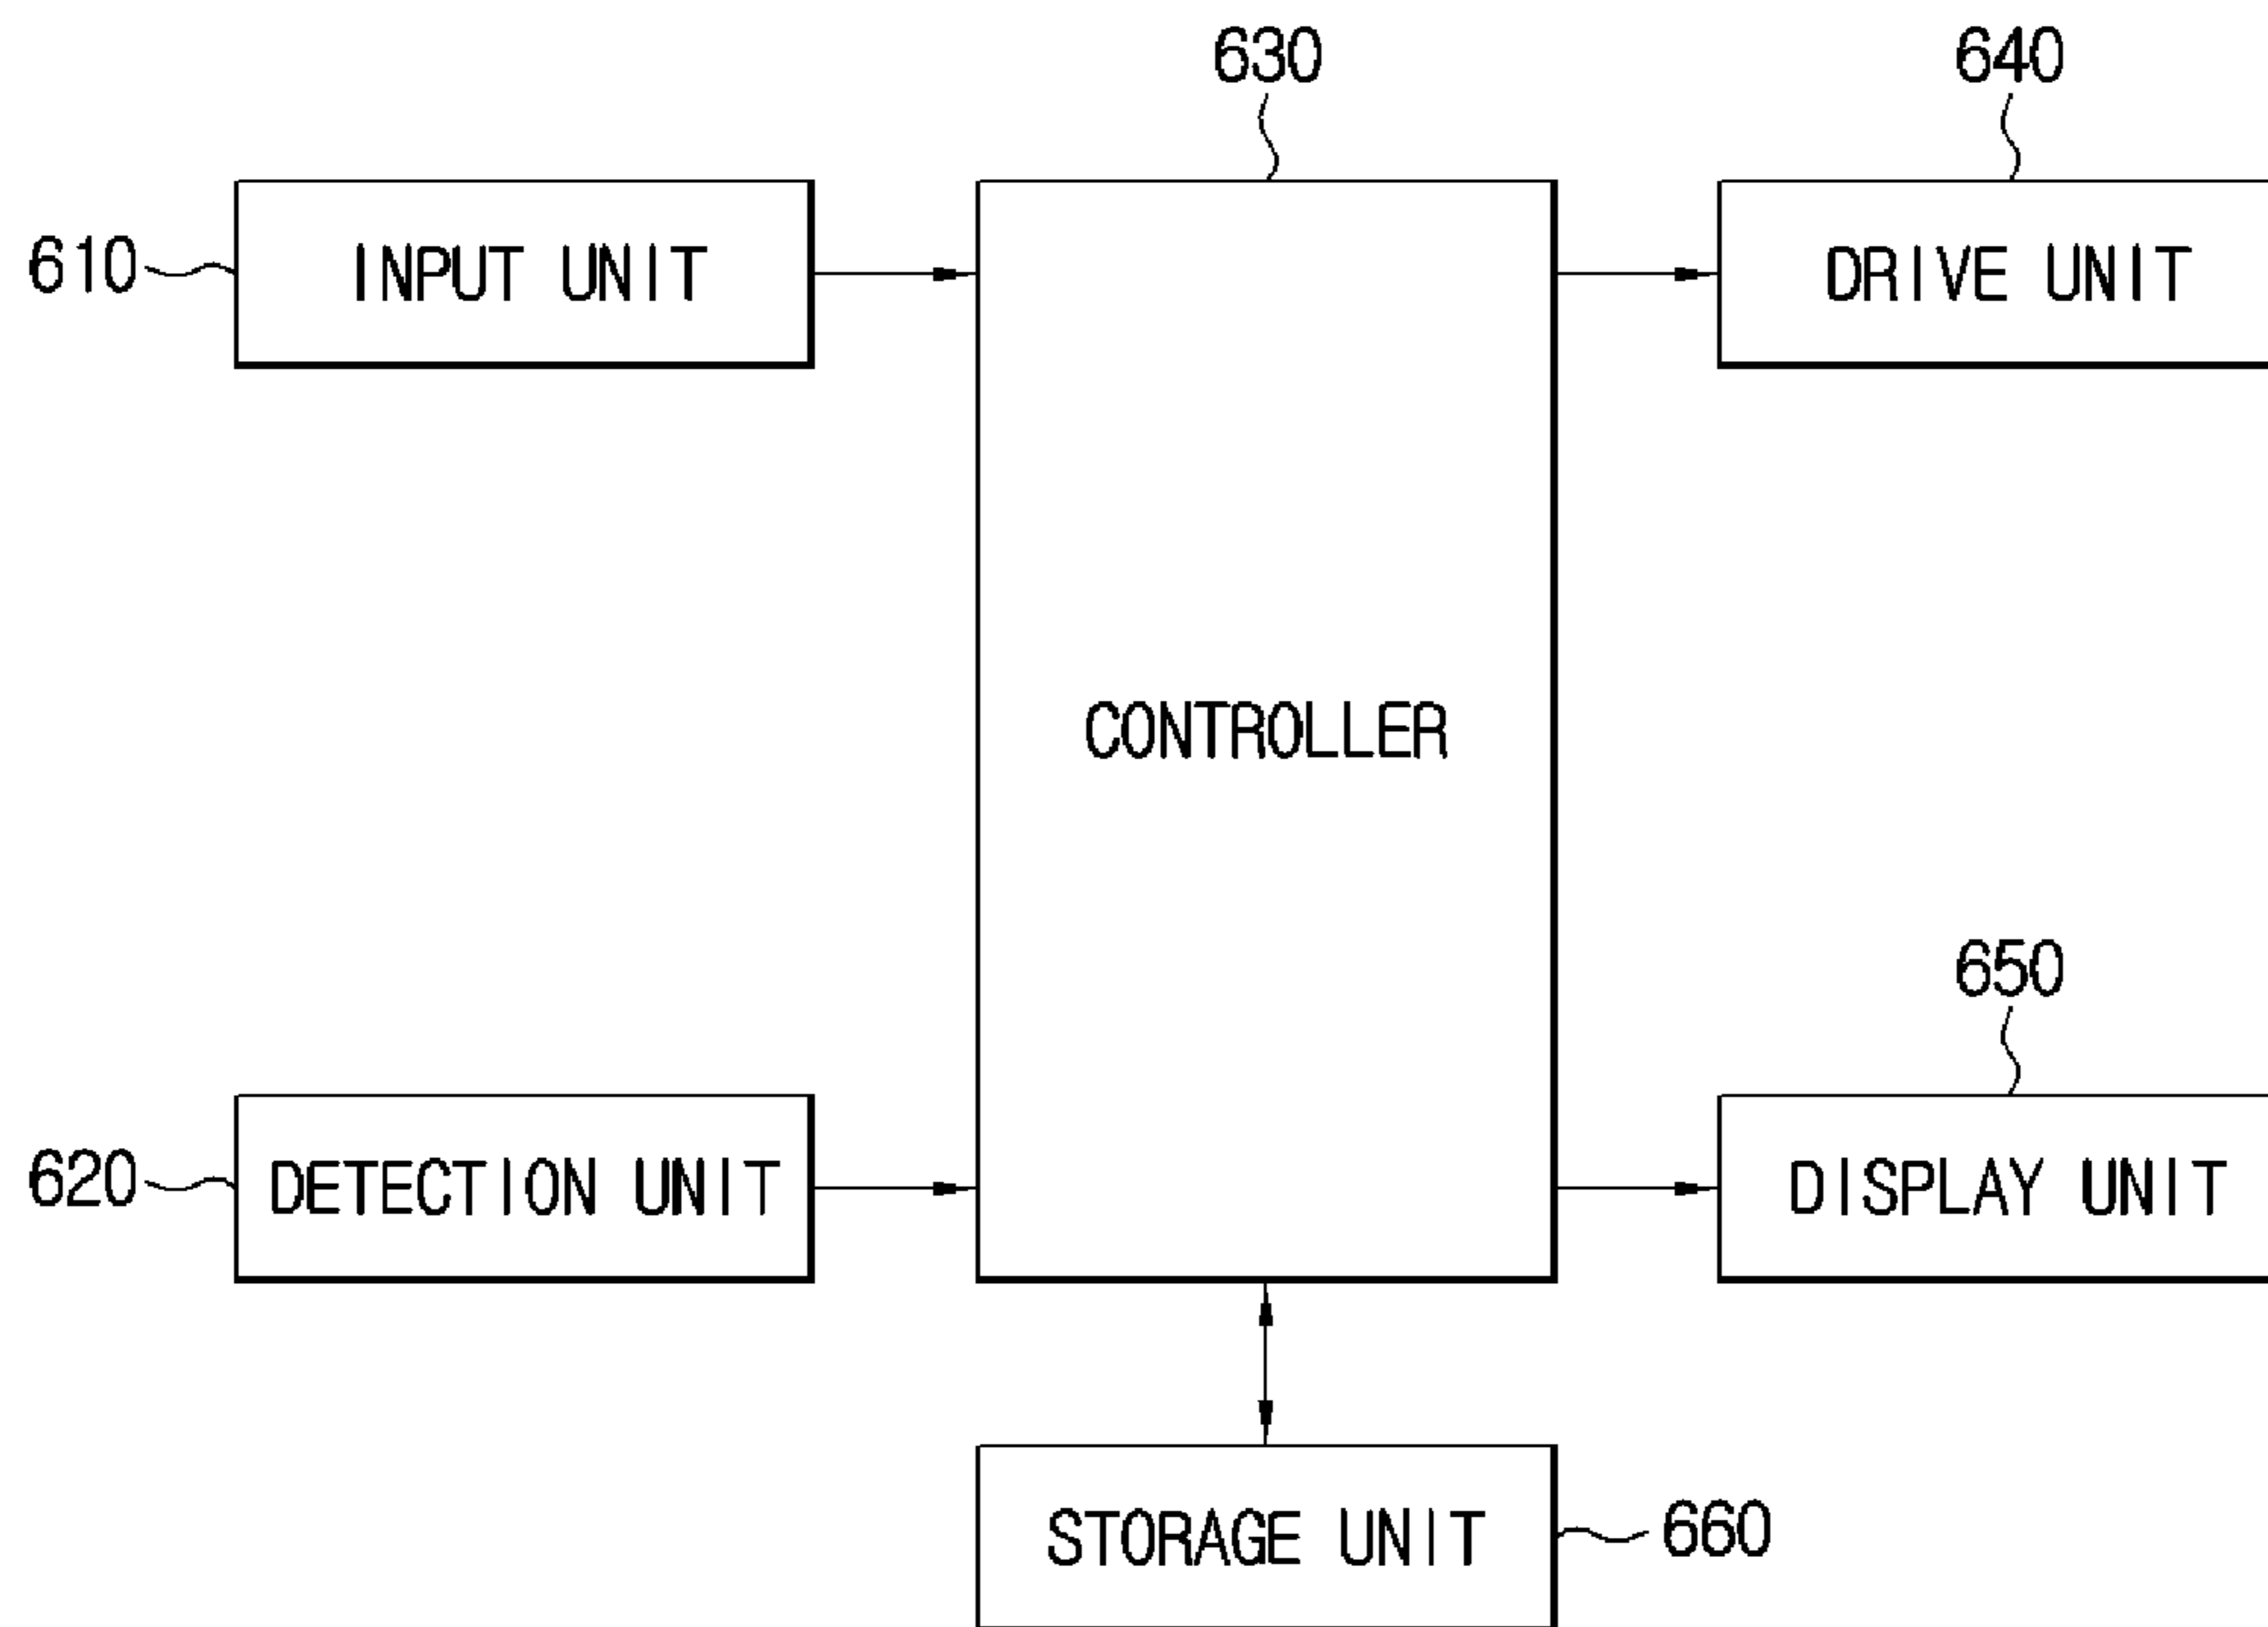 630
640
610
INPUT UNIT
DRIVE UNIT
CONTROLLER
650
620
DETECTION UNIT
DISPLAY UNIT
STORAGE UNIT
660